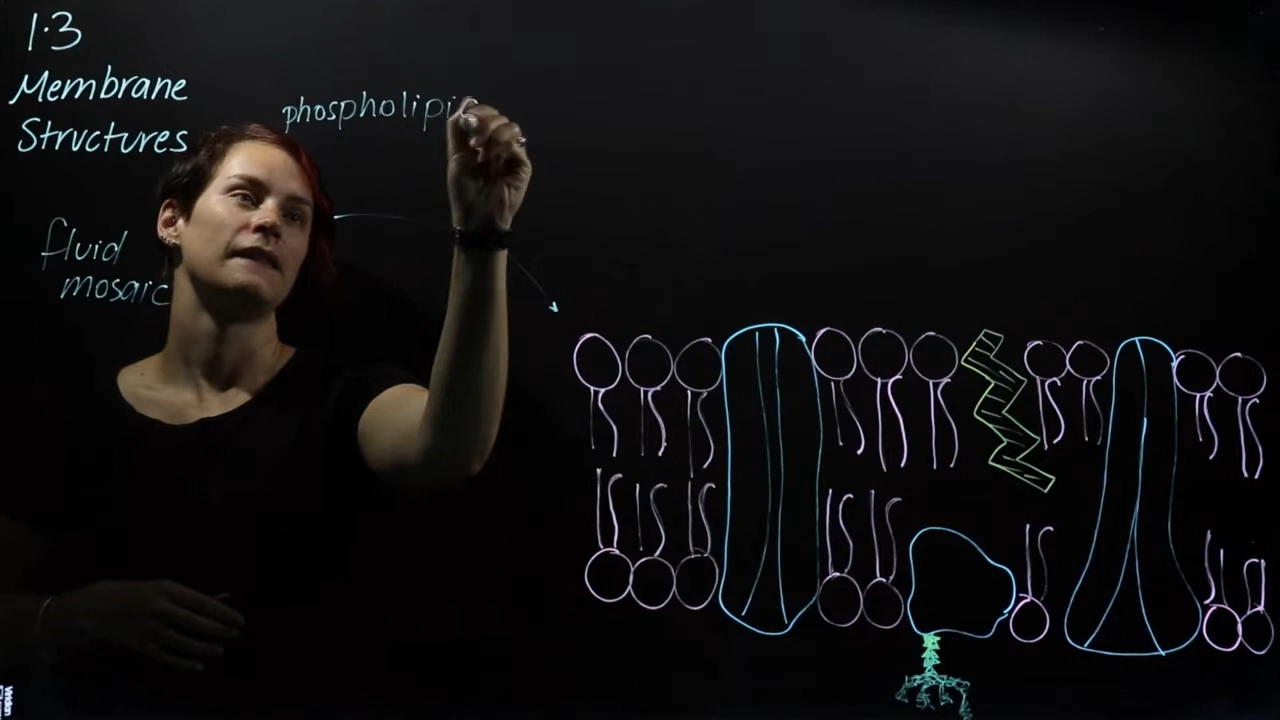 1.3
Membrane
Structures
phospholipi
fluid
mosaic